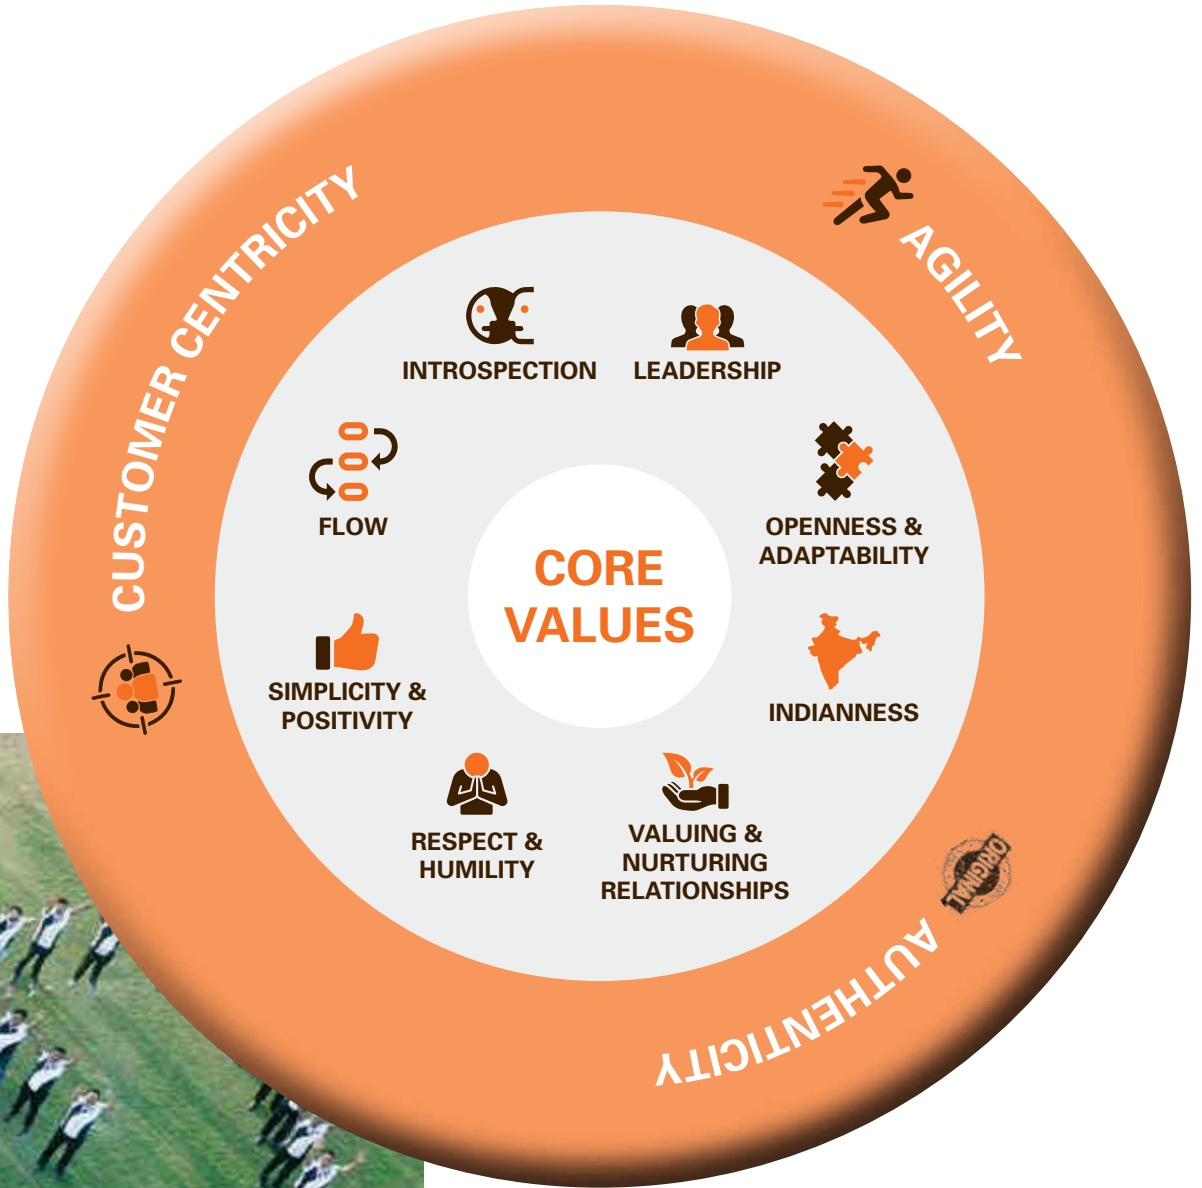 CORE
VALUES
INTROSPECTION
LEADERSHIP
OPENNESS &
ADAPTABILITY
INDIANNESS
VALUING &
NURTURING
RELATIONSHIPS
RESPECT &
HUMILITY
SIMPLICITY &
POSITIVITY
FLOW
CUSTOMER CENTRICITY
AGILITY
ORIGINAL
AUTHENTICITY